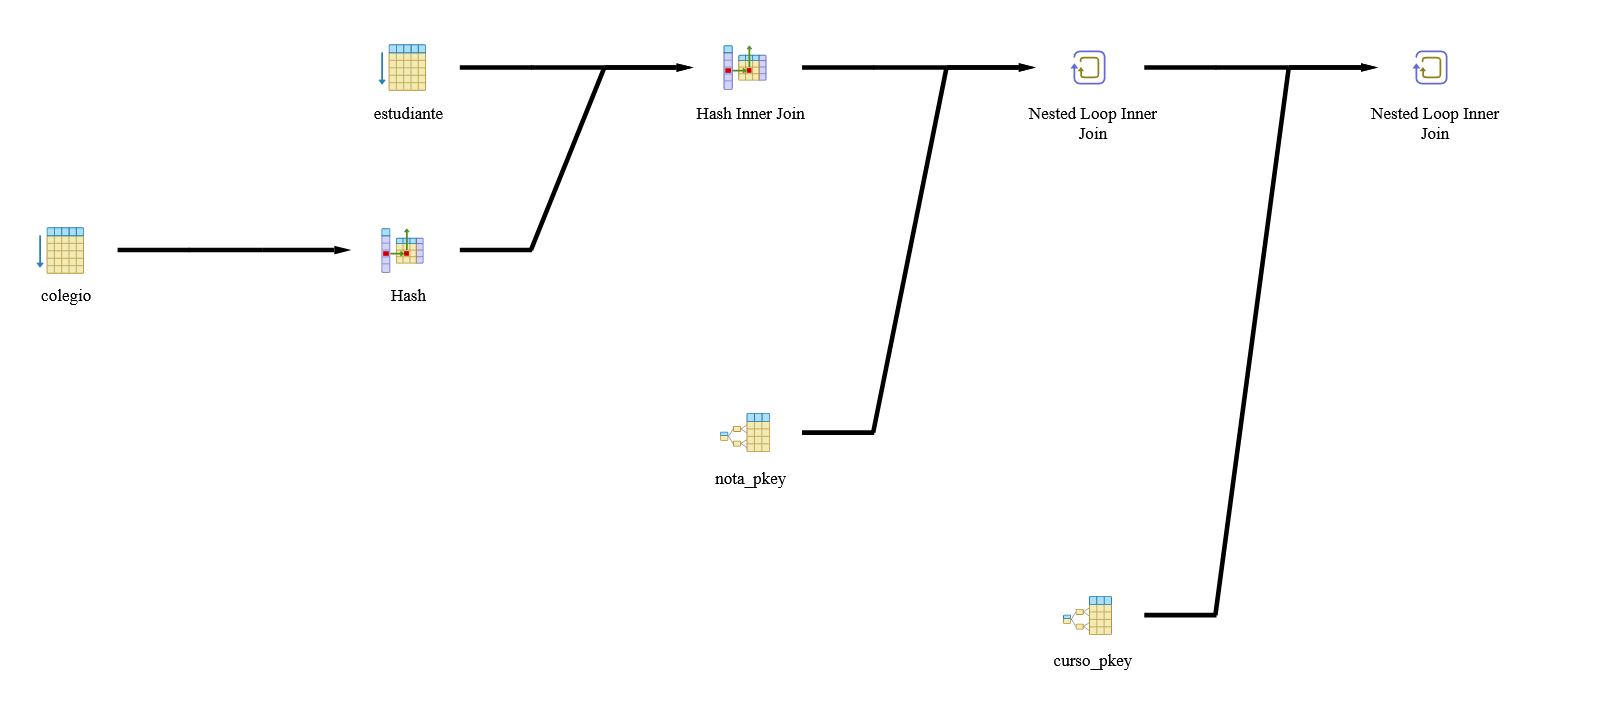 estudiante
Hash Inner Join
Nested Loop Inner
Join
Nested Loop Inner
Join
colegio
Hash
nota_pkey
curso_pkey